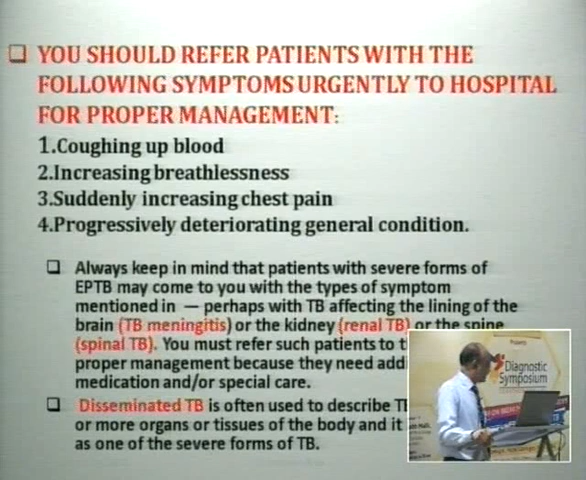 YOU SHOULD REFER PATIENTS WITH THE
FOLLOWING SYMPTOMS URGENTLY TO HOSPITAL
FOR PROPER MANAGEMENT:
1.Coughing up blood
2.Increasing breathlessness
3.Suddenly increasing chest pain
4.Progressively deteriorating general condition.
Always keep in mind that patients with severe forms of
EPTB may come to you with the types of symptom
mentioned in — perhaps with TB affecting the lining of the
brain (TB meningitis) or the kidney (renal TB) or the spine
(spinal TB). You must refer such patients to
proper management because they need
medication and/or special care.
Disseminated TB is often used to describe
or more organs or tissues of the body and it
as one of the severe forms of TB.
Diagnostic
Symposium